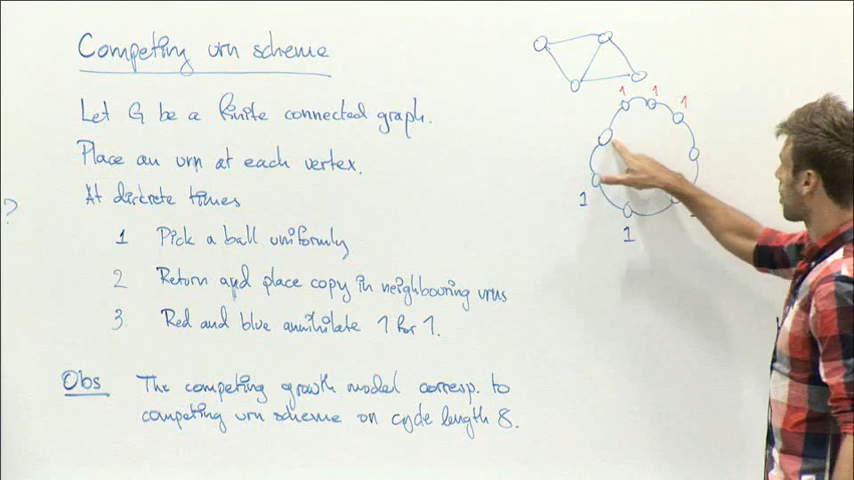 Competing urn scheme
Let G be a finite connected graph.
Place an urn at each vertex.
At discrete times
?
1 Pick a ball uniformly
2 Return and place copy in neighbouring urns
3 Red and blue annihilate 1 for 1.
Obs The competing growth model corresp. to
competing urn scheme on cycle length 8.
1 1 1
1
1